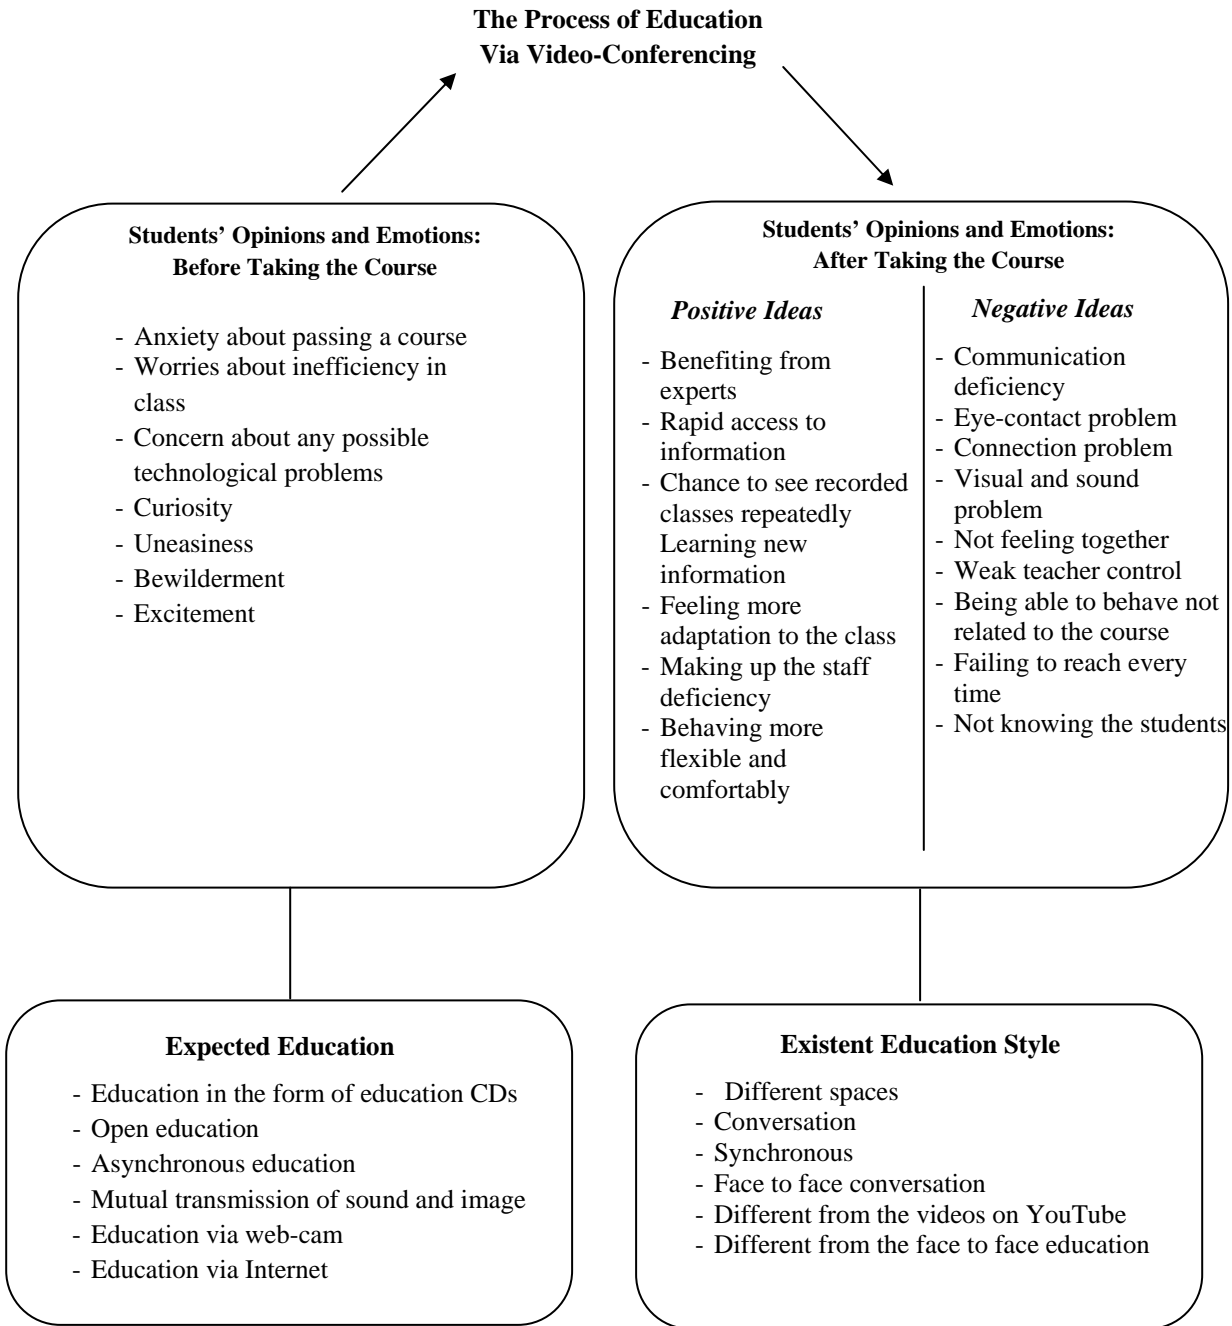 The Process of Education
Via Video-Conferencing
Students’ Opinions and Emotions:
Before Taking the Course
- Anxiety about passing a course
- Worries about inefficiency in
class
- Concern about any possible
technological problems
- Curiosity
- Uneasiness
- Bewilderment
- Excitement
Students’ Opinions and Emotions:
After Taking the Course
Positive Ideas
- Benefiting from
experts
- Rapid access to
information
- Chance to see recorded
classes repeatedly
Learning new
information
- Feeling more
adaptation to the class
- Making up the staff
deficiency
- Behaving more
flexible and
comfortably
Negative Ideas
- Communication
deficiency
- Eye-contact problem
- Connection problem
- Visual and sound
problem
- Not feeling together
- Weak teacher control
- Being able to behave not
related to the course
- Failing to reach every
time
- Not knowing the students
Expected Education
- Education in the form of education CDs
- Open education
- Asynchronous education
- Mutual transmission of sound and image
- Education via web-cam
- Education via Internet
Existent Education Style
- Different spaces
- Conversation
- Synchronous
- Face to face conversation
- Different from the videos on YouTube
- Different from the face to face education